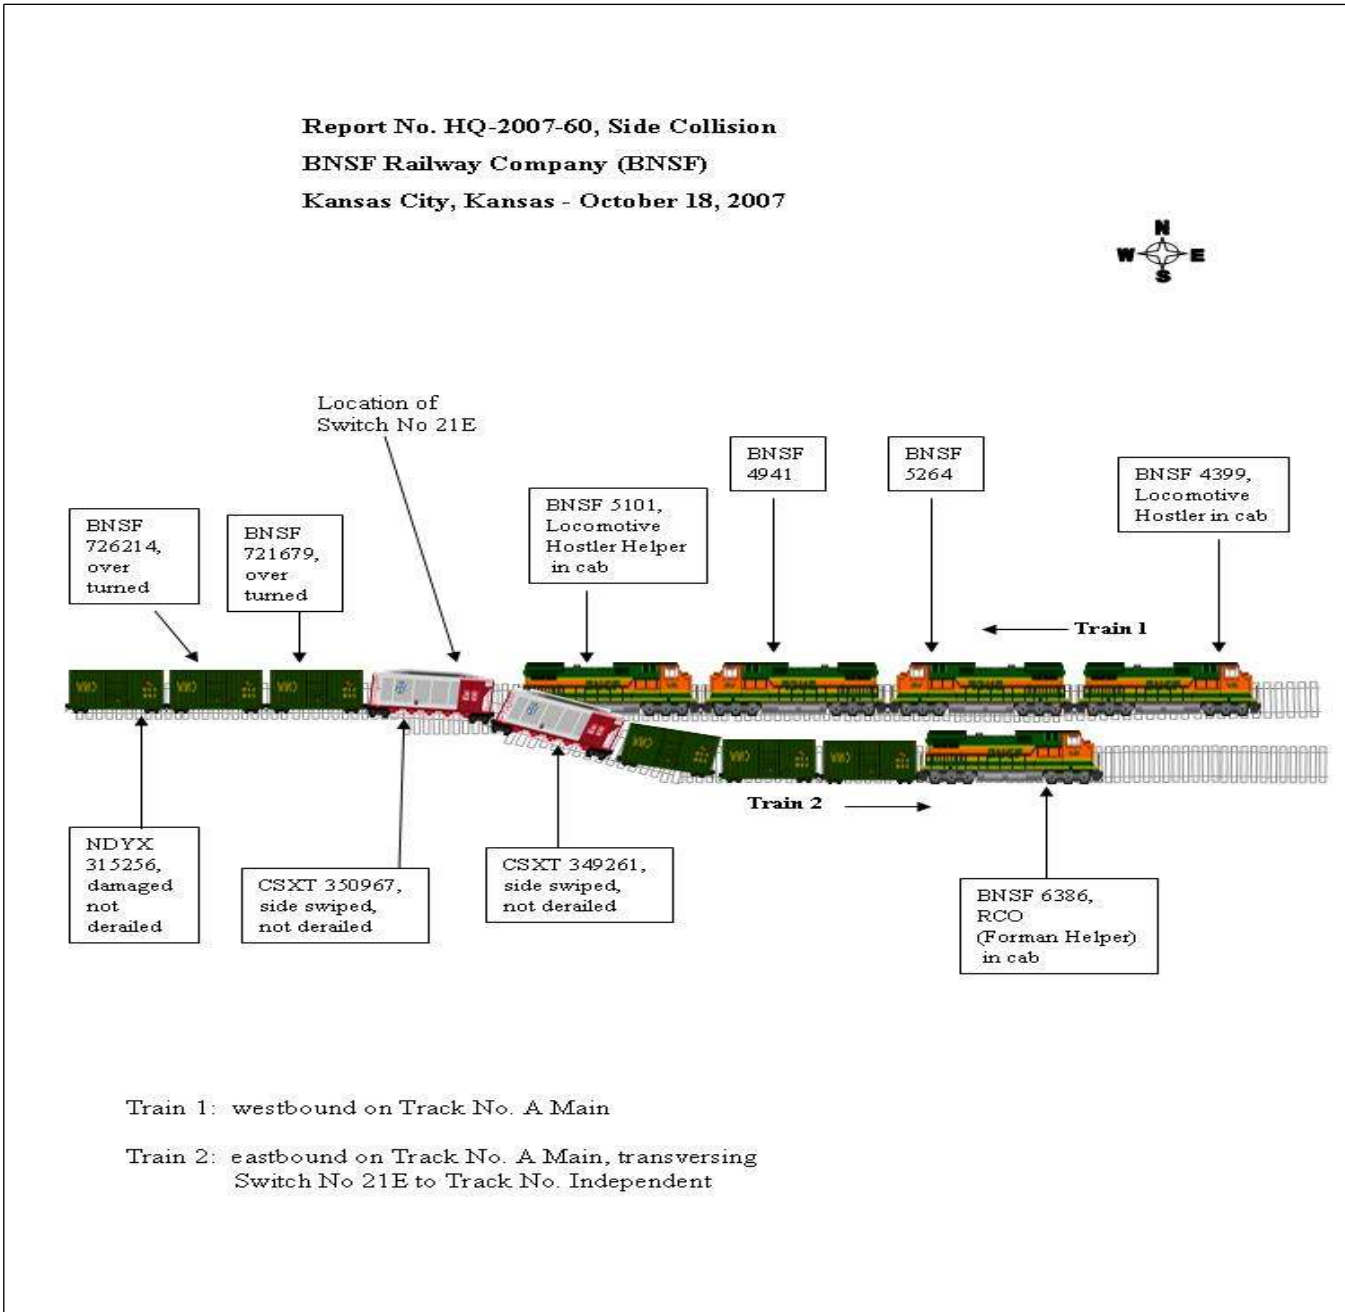 Report No. HQ-2007-60, Side Collision
BNSF Railway Company (BNSF)
Kansas City, Kansas - October 18, 2007
N
W E
S
Location of
Switch No 21E
BNSF
726214,
over
turned
BNSF
721679,
over
turned
BNSF 5101,
Locomotive
Hostler Helper
in cab
BNSF
4941
BNSF
5264
BNSF 4399,
Locomotive
Hostler in cab
Train 1
Train 2
NDYX
315256,
damaged
not
derailed
CSXT 350967,
side swiped,
not derailed
CSXT 349261,
side swiped,
not derailed
BNSF 6386,
RCO
(Forman Helper)
in cab
Train 1: westbound on Track No. A Main
Train 2: eastbound on Track No. A Main, transversing
Switch No 21E to Track No. Independent